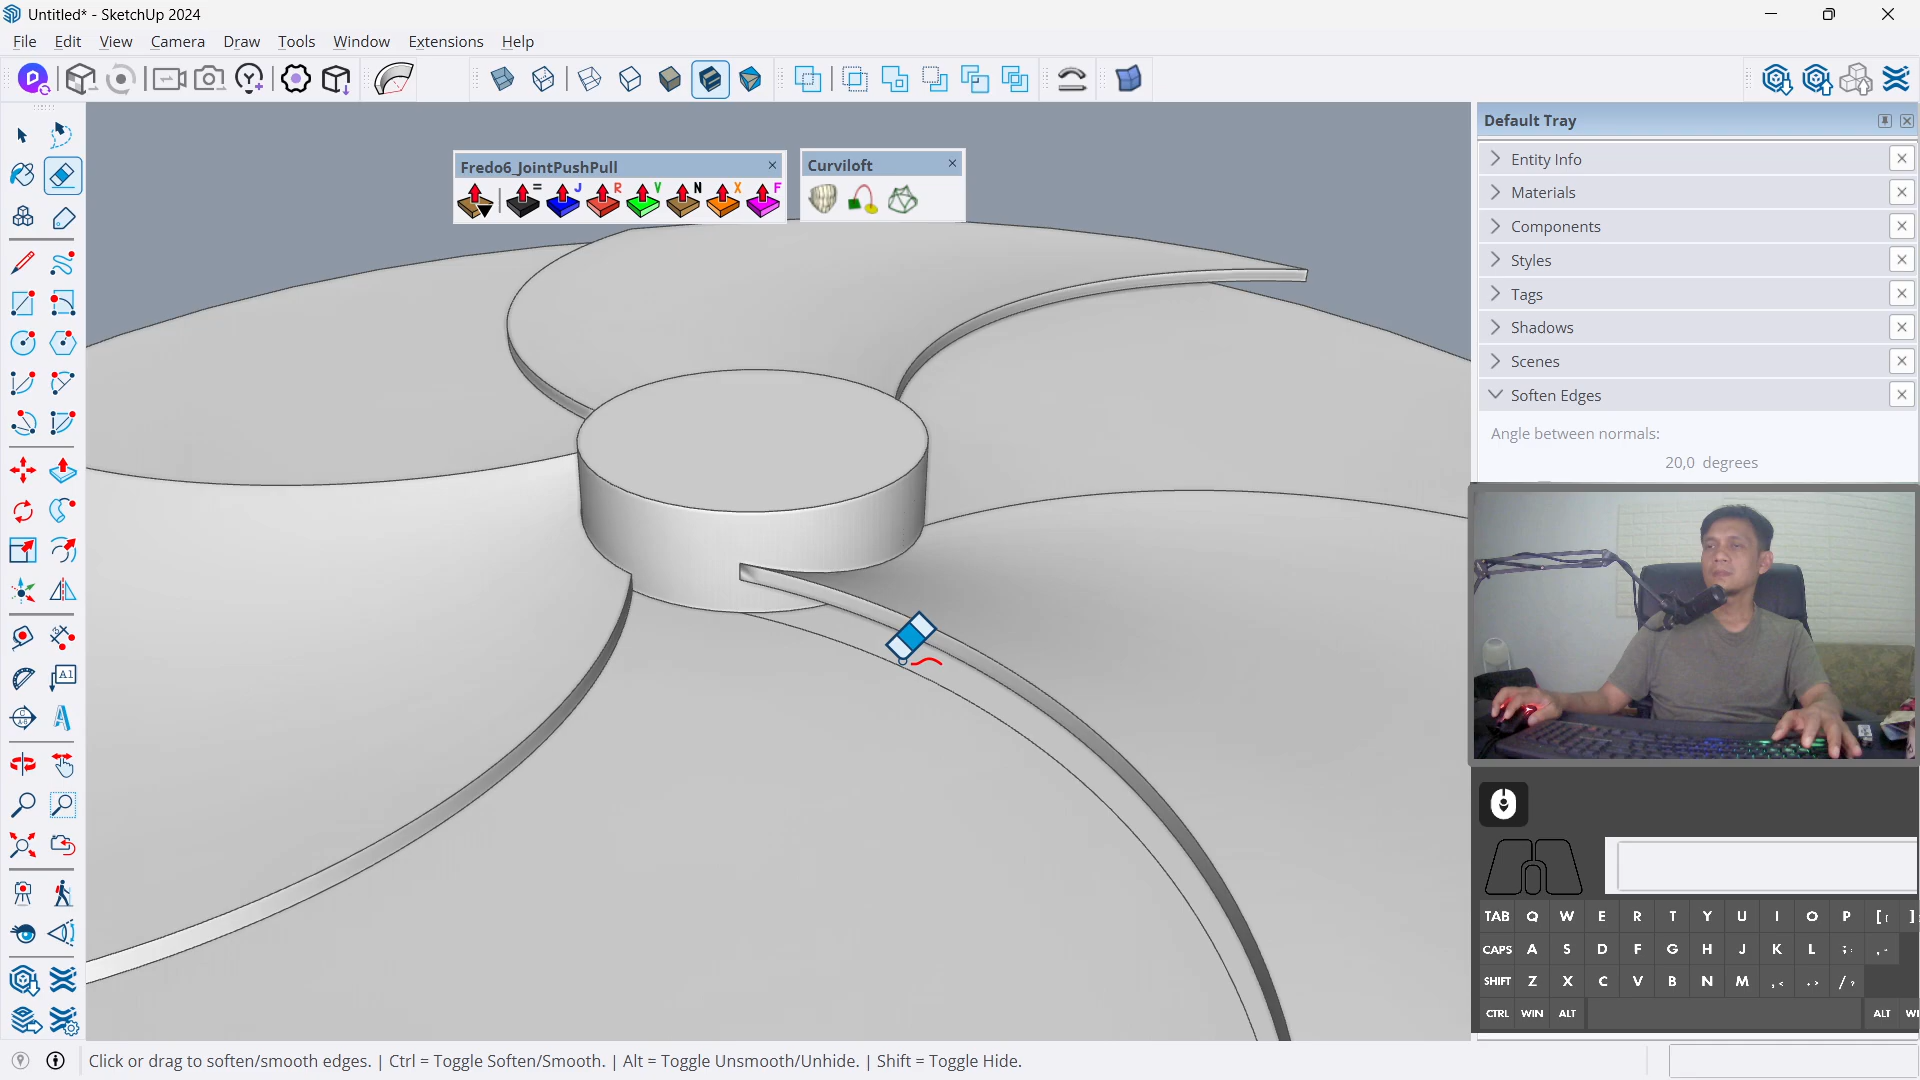 Untitled* - SketchUp 2024
File Edit View Camera Draw Tools Window Extensions Help
Default Tray
Fredo6_JointPushPull
Curviloft
= J R V N X F
Entity Info
Materials
Components
Styles
Tags
Shadows
Scenes
Soften Edges
Angle between normals:
20,0 degrees
A1
TAB Q W E R T Y U I O P [
CAPS A S D F G H J K L ;
SHIFT Z X C V B N M , < . > / ?
CTRL WIN ALT ALT WI
Click or drag to soften/smooth edges. | Ctrl = Toggle Soften/Smooth. | Alt = Toggle Unsmooth/Unhide. | Shift = Toggle Hide.